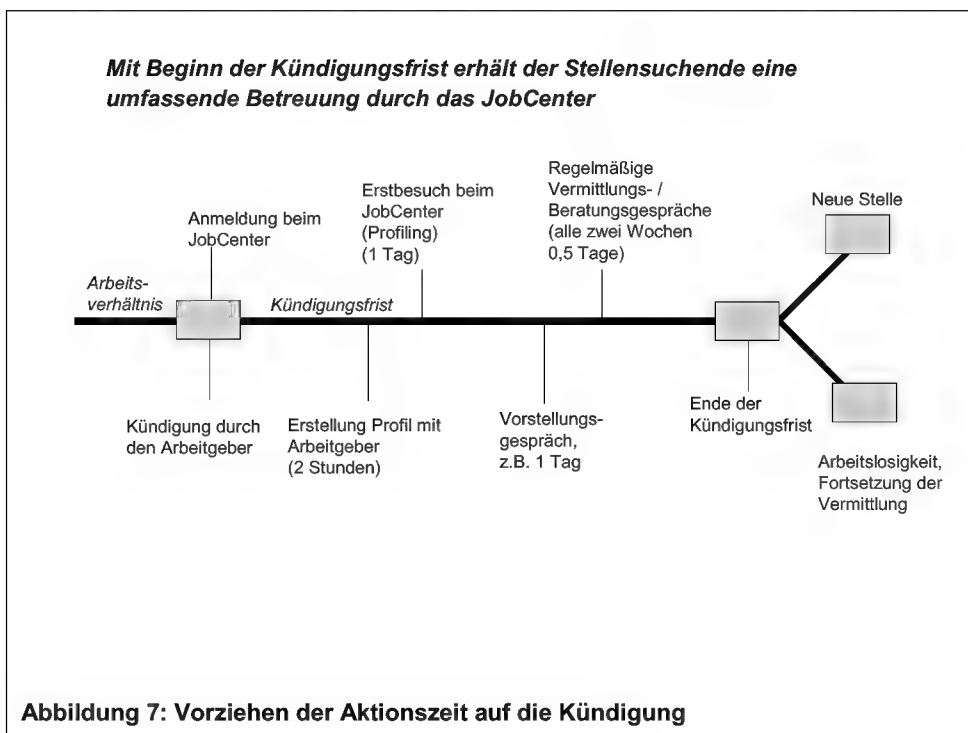 Mit Beginn der Kündigungsfrist erhält der Stellensuchende eine
umfassende Betreuung durch das JobCenter
Anmeldung beim
JobCenter
Erstbesuch beim
JobCenter
(Profiling)
(1 Tag)
Regelmäßige
Vermittlungs- /
Beratungsgespräche
(alle zwei Wochen
0,5 Tage)
Neue Stelle
Arbeits-
verhältnis
Kündigungsfrist
Kündigung durch
den Arbeitgeber
Erstellung Profil mit
Arbeitgeber
(2 Stunden)
Vorstellungs-
gespräch,
z.B. 1 Tag
Ende der
Kündigungsfrist
Arbeitslosigkeit,
Fortsetzung der
Vermittlung
Abbildung 7: Vorziehen der Aktionszeit auf die Kündigung